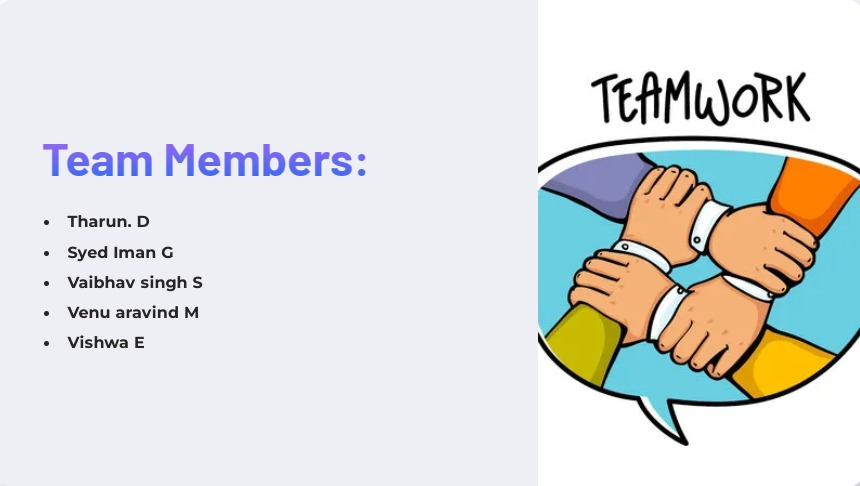 Team Members:
• Tharun. D
• Syed Iman G
• Vaibhav singh S
• Venu aravind M
• Vishwa E
TEAMWORK